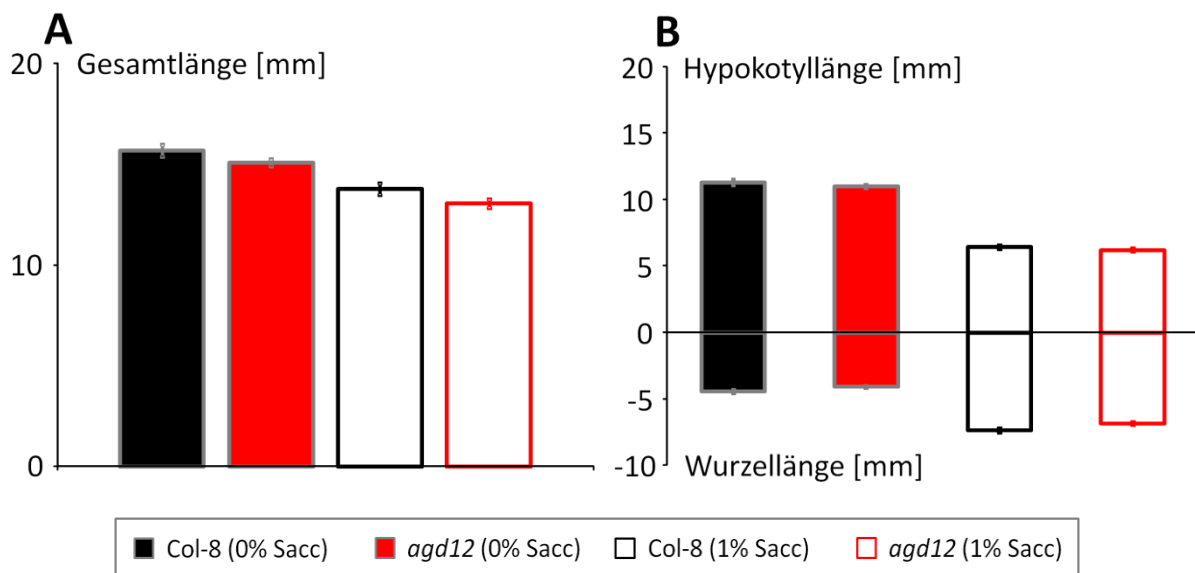 A
Gesamtlänge [mm]
20
10
0
B
Hypokotyllänge [mm]
20
15
10
5
0
-5
-10
Wurzellänge [mm]
Col-8 (0% Sacc) agd12 (0% Sacc) Col-8 (1% Sacc) agd12 (1% Sacc)